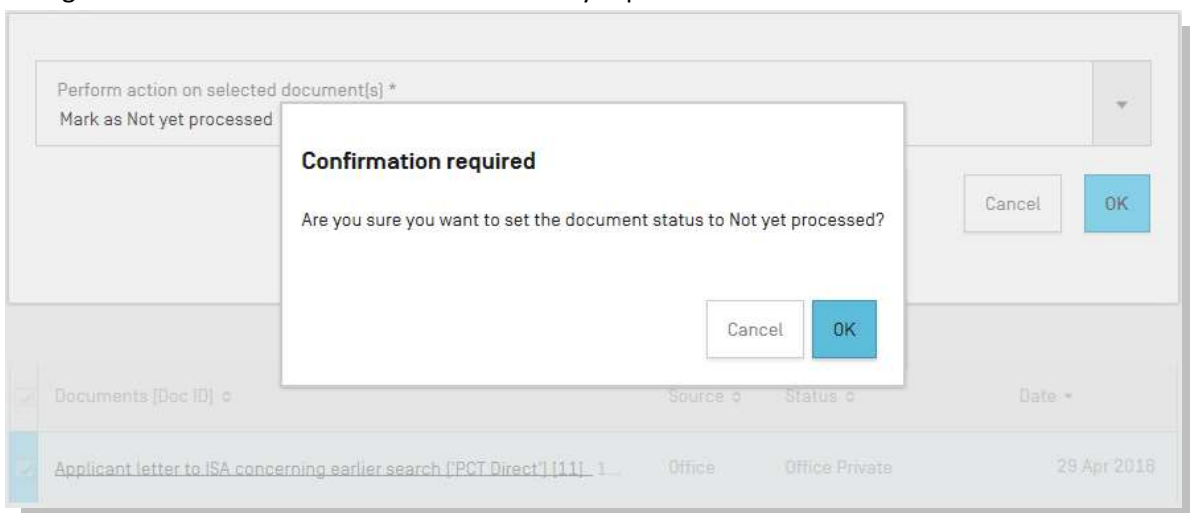 Perform action on selected document(s) *
Mark as Not yet processed
Confirmation required
Are you sure you want to set the document status to Not yet processed?
Cancel OK
Cancel OK
Documents [Doc ID] Source Status Date
Applicant letter to ISA concerning earlier search ('PCT Direct') [11] 1... Office Office Private 29 Apr 2016